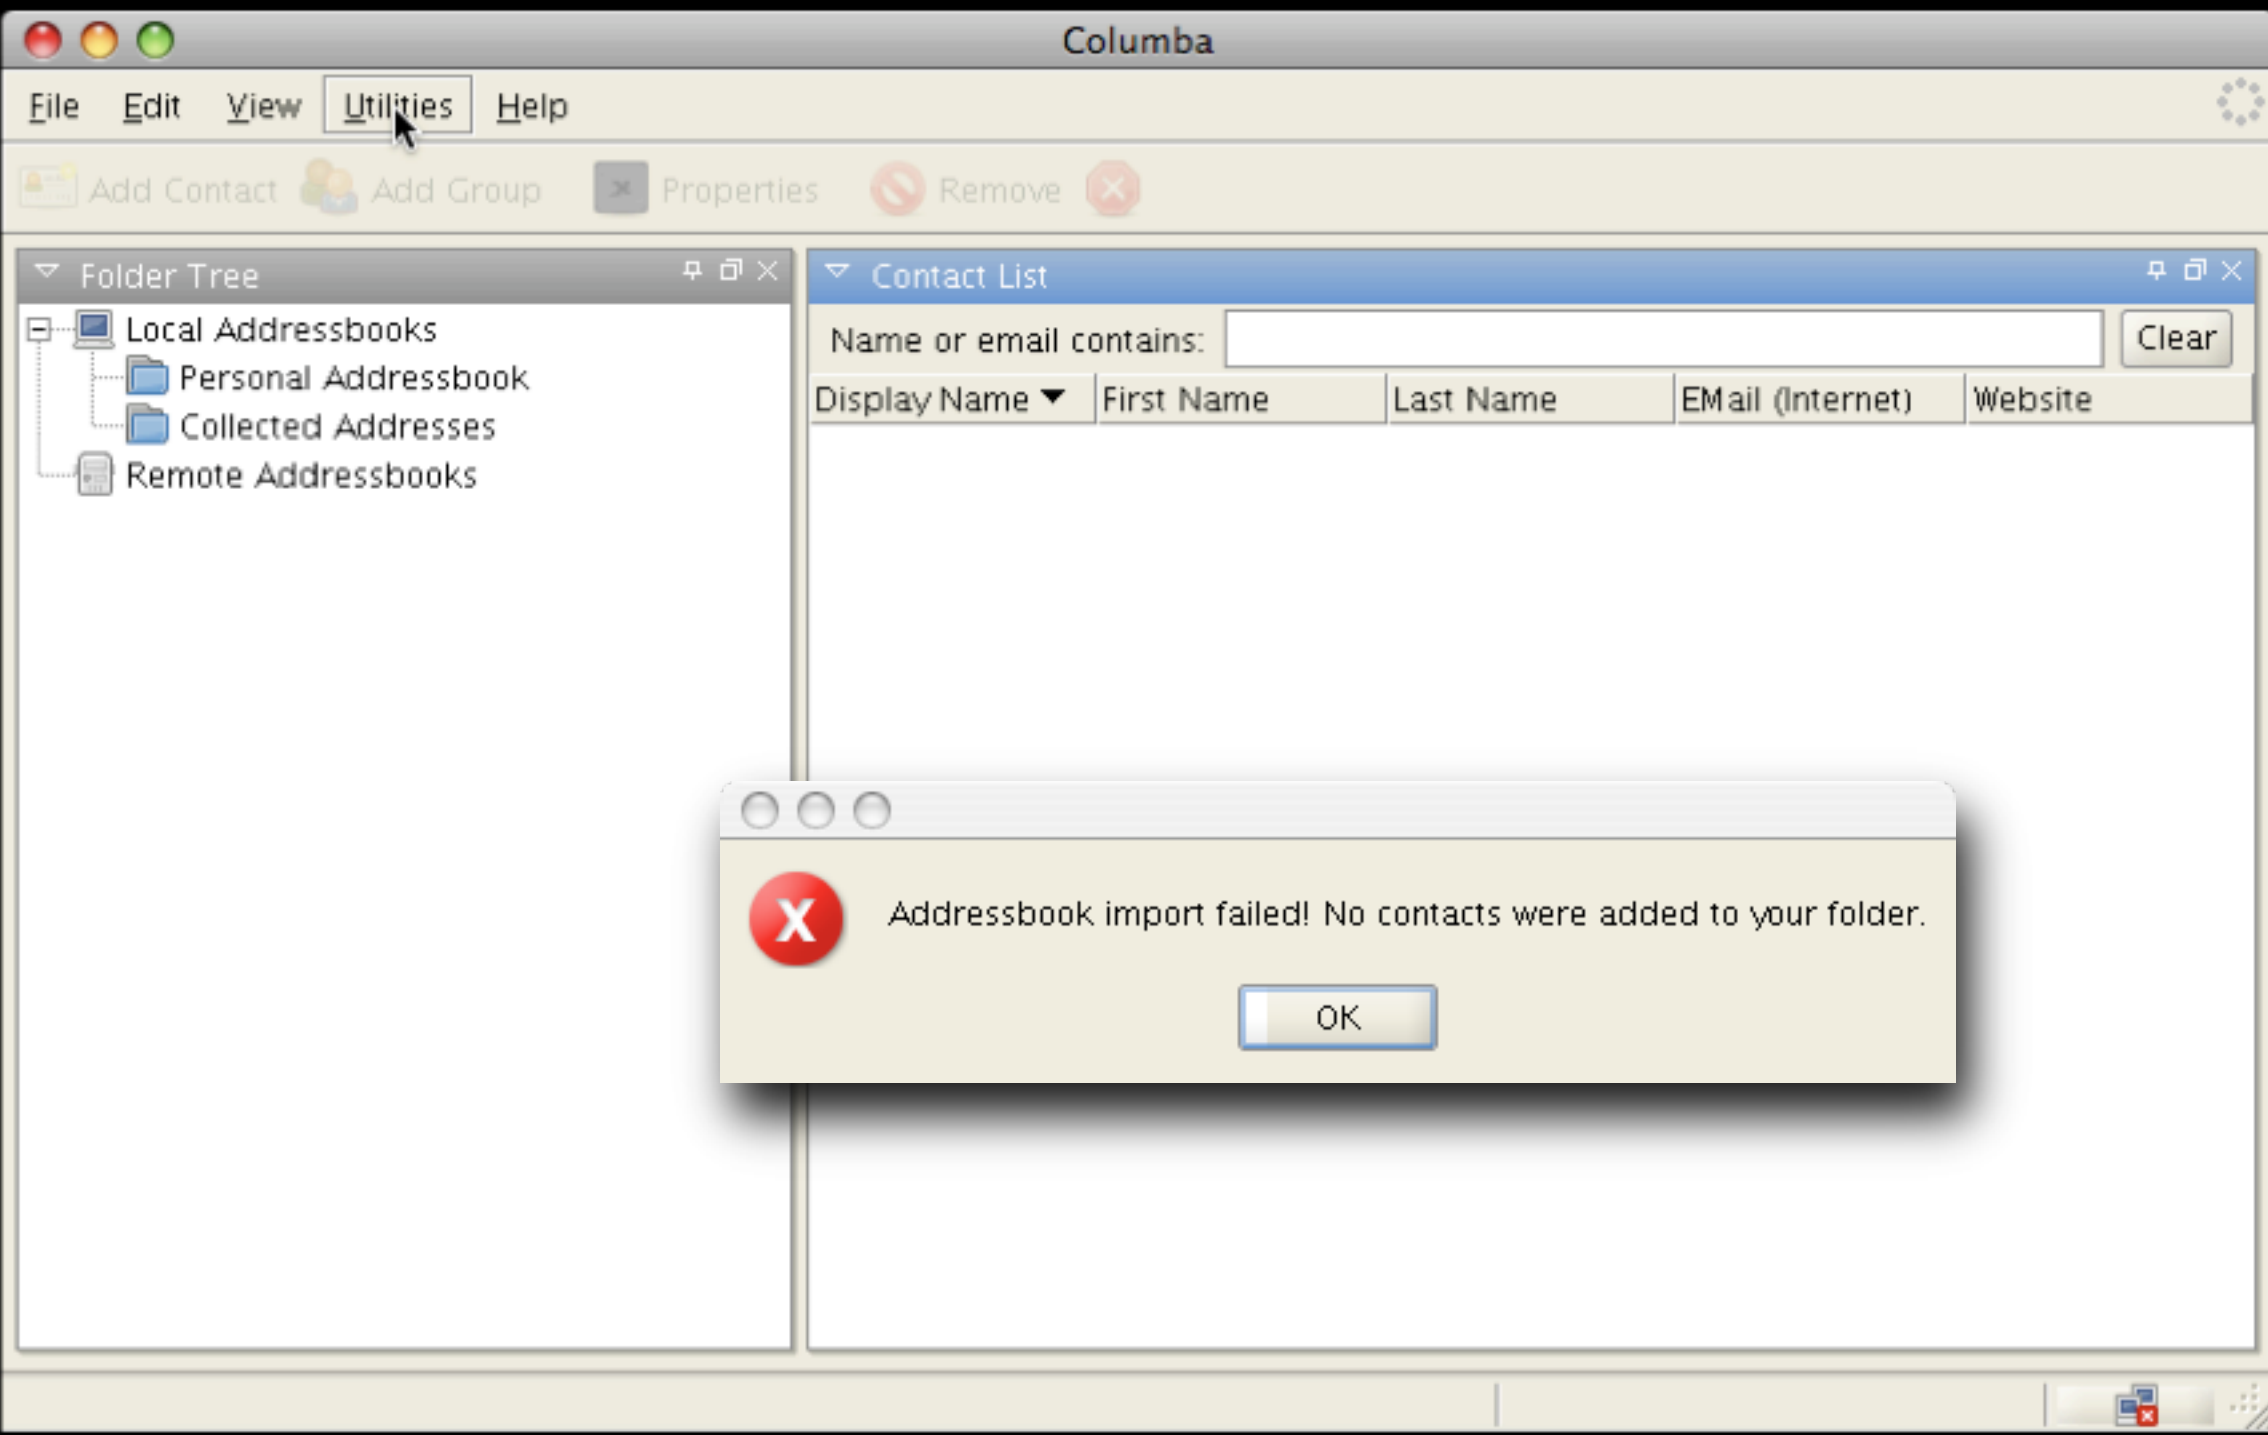 Columba
File Edit View Utilities Help
Add Contact Add Group Properties Remove
Folder Tree
Local Addressbooks
Personal Addressbook
Collected Addresses
Remote Addressbooks
Contact List
Name or email contains: Clear
Display Name First Name Last Name EMail (Internet) Website
Addressbook import failed! No contacts were added to your folder.
OK